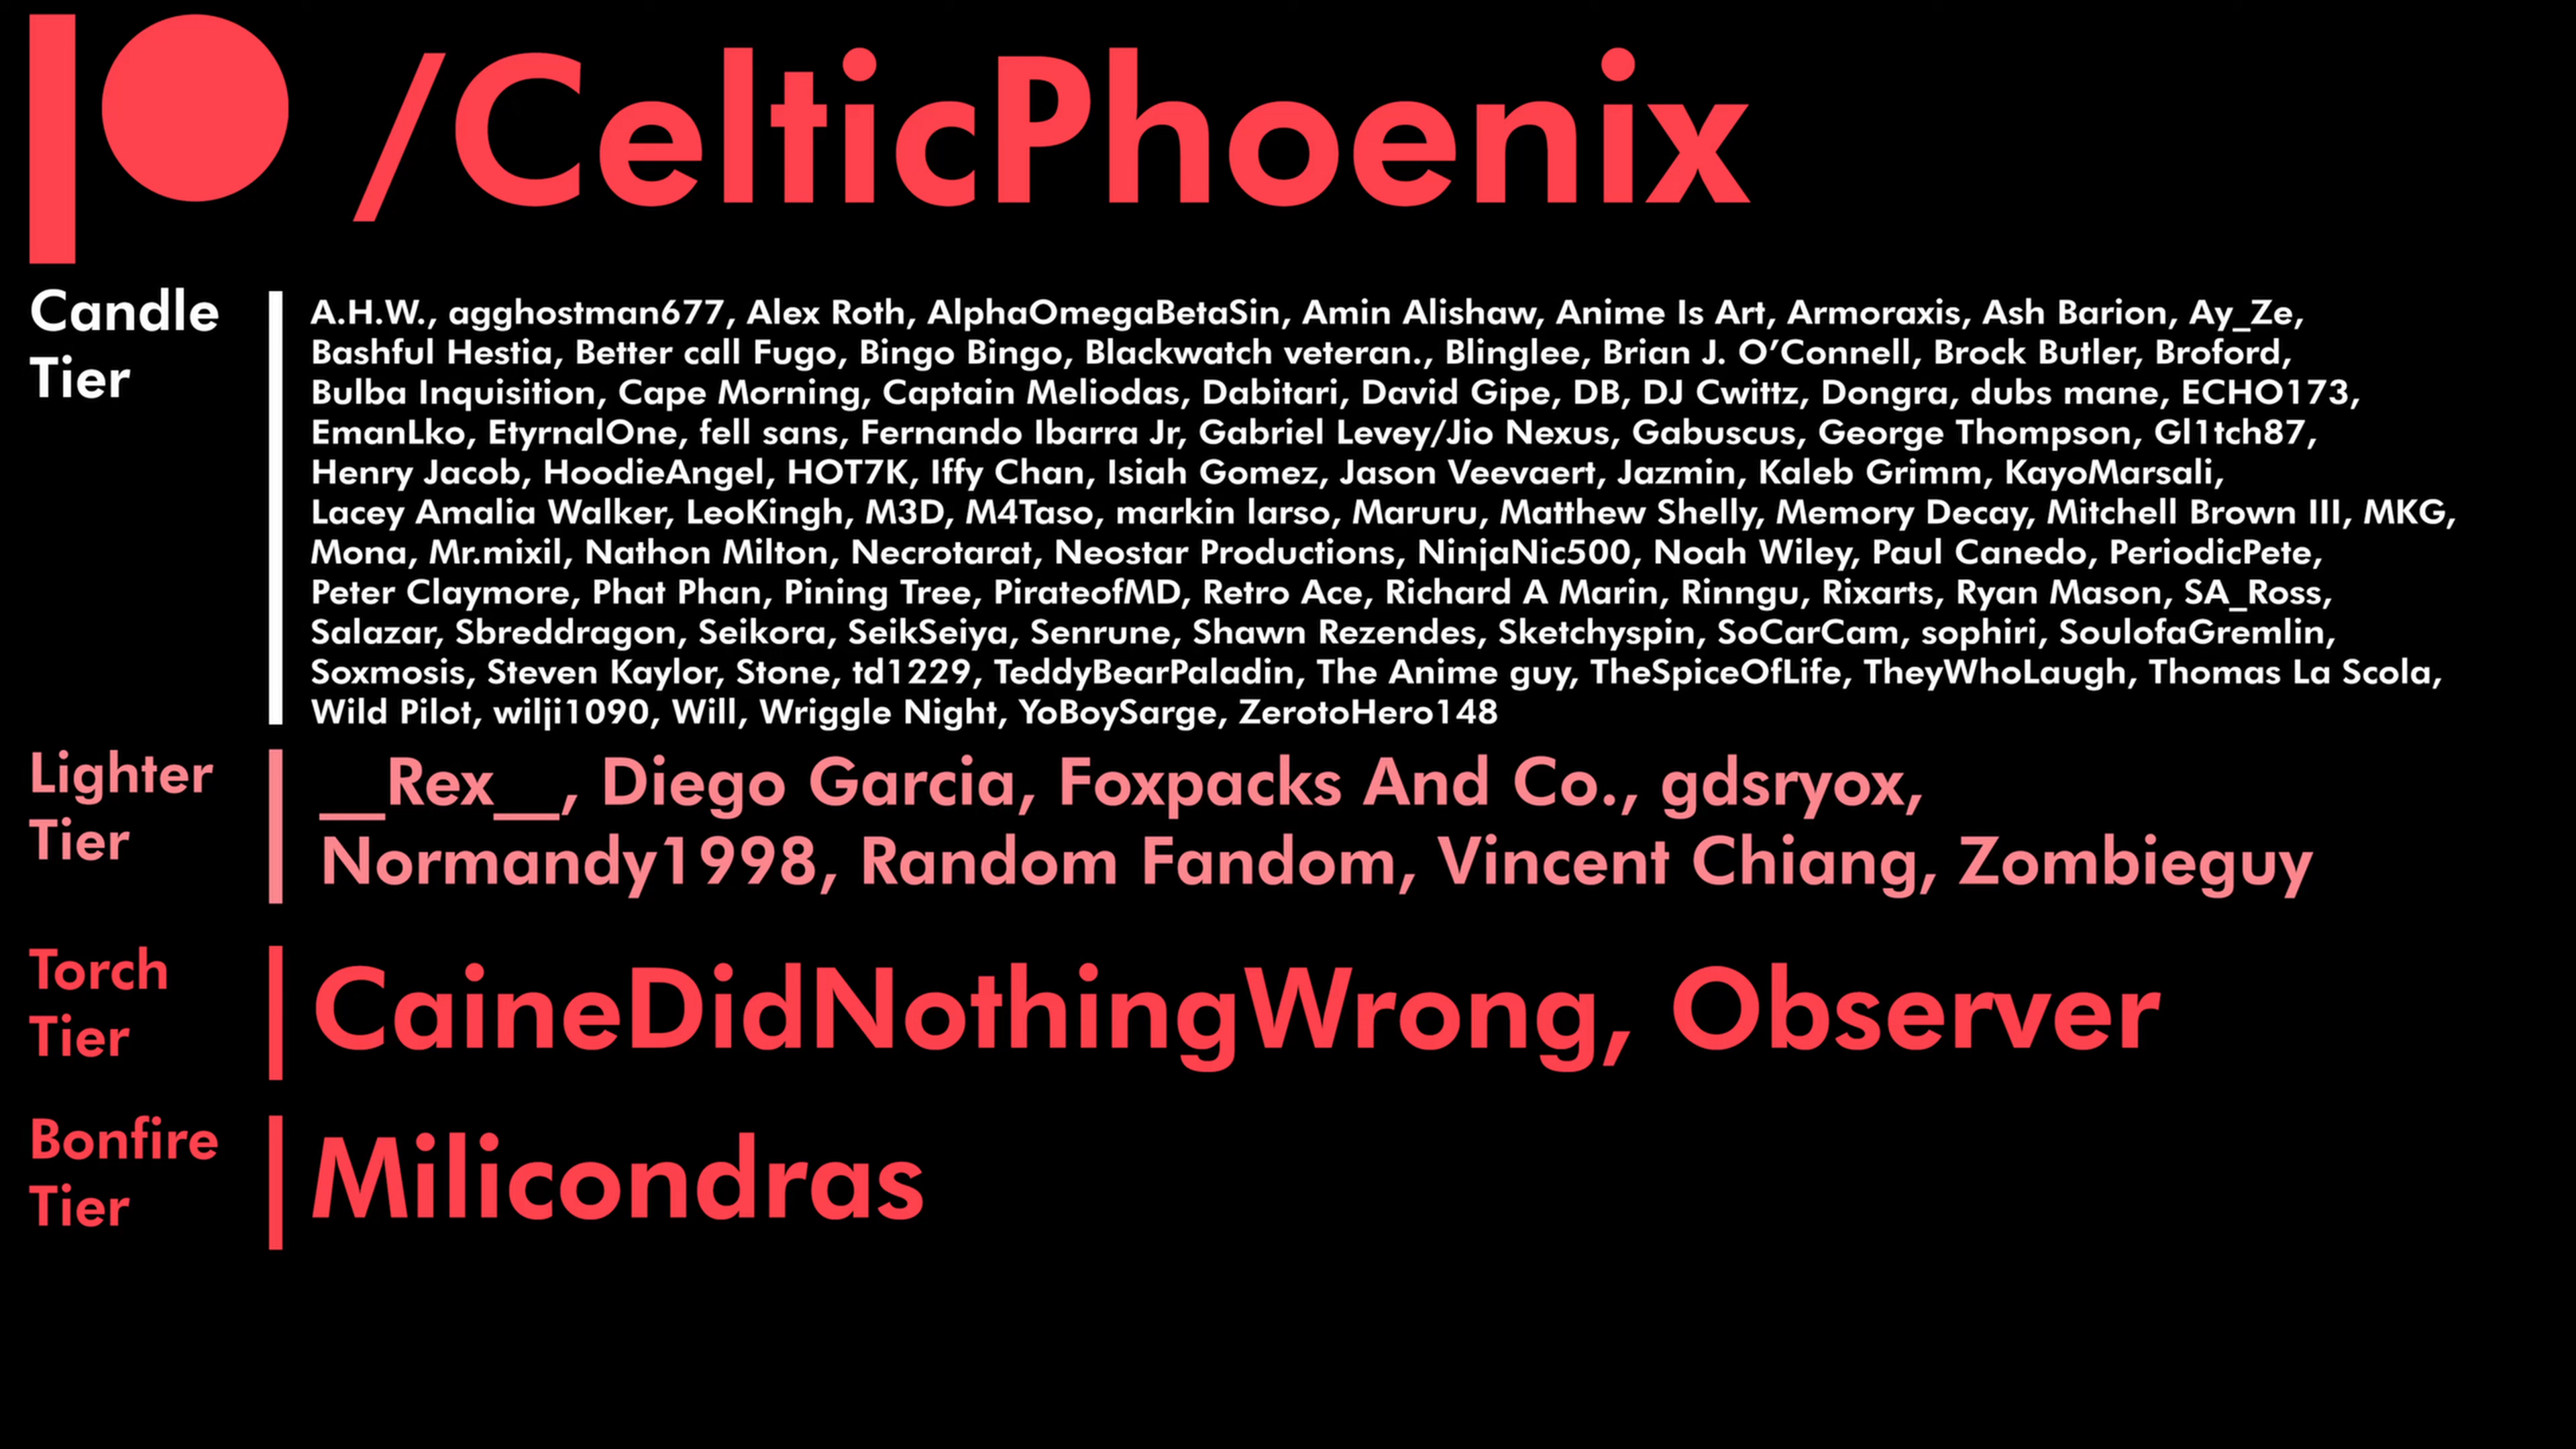 /CelticPhoenix
Candle
Tier
A.H.W., agghostman677, Alex Roth, AlphaOmegaBetaSin, Amin Alishaw, Anime Is Art, Armoraxis, Ash Barion, Ay_Ze,
Bashful Hestia, Better call Fugo, Bingo Bingo, Blackwatch veteran., Blinglee, Brian J. O’Connell, Brock Butler, Broford,
Bulba Inquisition, Cape Morning, Captain Meliodas, Dabitari, David Gipe, DB, DJ Cwittz, Dongra, dubs mane, ECHO173,
EmanLko, EtyrnalOne, fell sans, Fernando Ibarra Jr, Gabriel Levey/Jio Nexus, Gabuscus, George Thompson, Gl1tch87,
Henry Jacob, HoodieAngel, HOT7K, Iffy Chan, Isiah Gomez, Jason Veevaert, Jazmin, Kaleb Grimm, KayoMarsali,
Lacey Amalia Walker, LeoKingh, M3D, M4Taso, markin larso, Maruru, Matthew Shelly, Memory Decay, Mitchell Brown III, MKG,
Mona, Mr.mixil, Nathon Milton, Necrotarat, Neostar Productions, NinjaNic500, Noah Wiley, Paul Canedo, PeriodicPete,
Peter Claymore, Phat Phan, Pining Tree, PirateofMD, Retro Ace, Richard A Marin, Rinngu, Rixarts, Ryan Mason, SA_Ross,
Salazar, Sbreddragon, Seikora, SeikSeiya, Senrune, Shawn Rezendes, Sketchyspin, SoCarCam, sophiri, SoulofaGremlin,
Soxmosis, Steven Kaylor, Stone, td1229, TeddyBearPaladin, The Anime guy, TheSpiceOfLife, TheyWhoLaugh, Thomas La Scola,
Wild Pilot, wilji1090, Will, Wriggle Night, YoBoySarge, ZerotoHero148
Lighter
Tier
__Rex__, Diego Garcia, Foxpacks And Co., gdsryox,
Normandy1998, Random Fandom, Vincent Chiang, Zombieguy
Torch
Tier
CaineDidNothingWrong, Observer
Bonfire
Tier
Milicondras